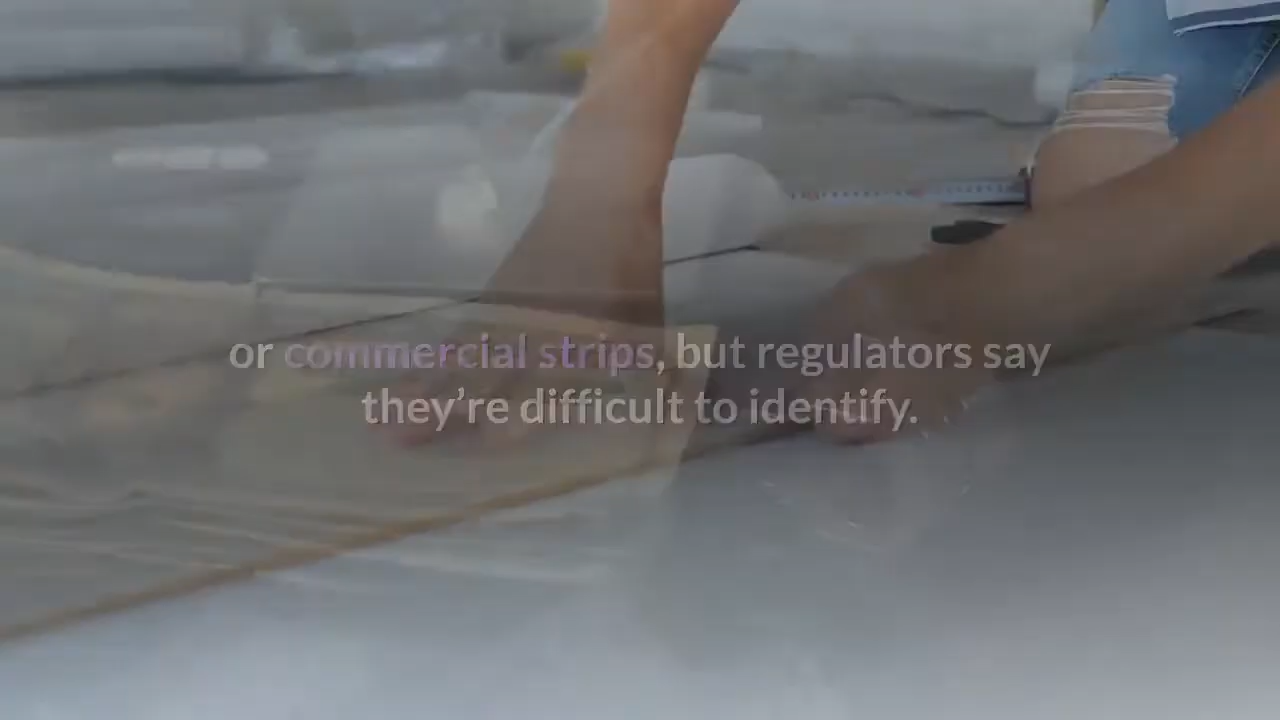 or commercial strips, but regulators say
they’re difficult to identify.